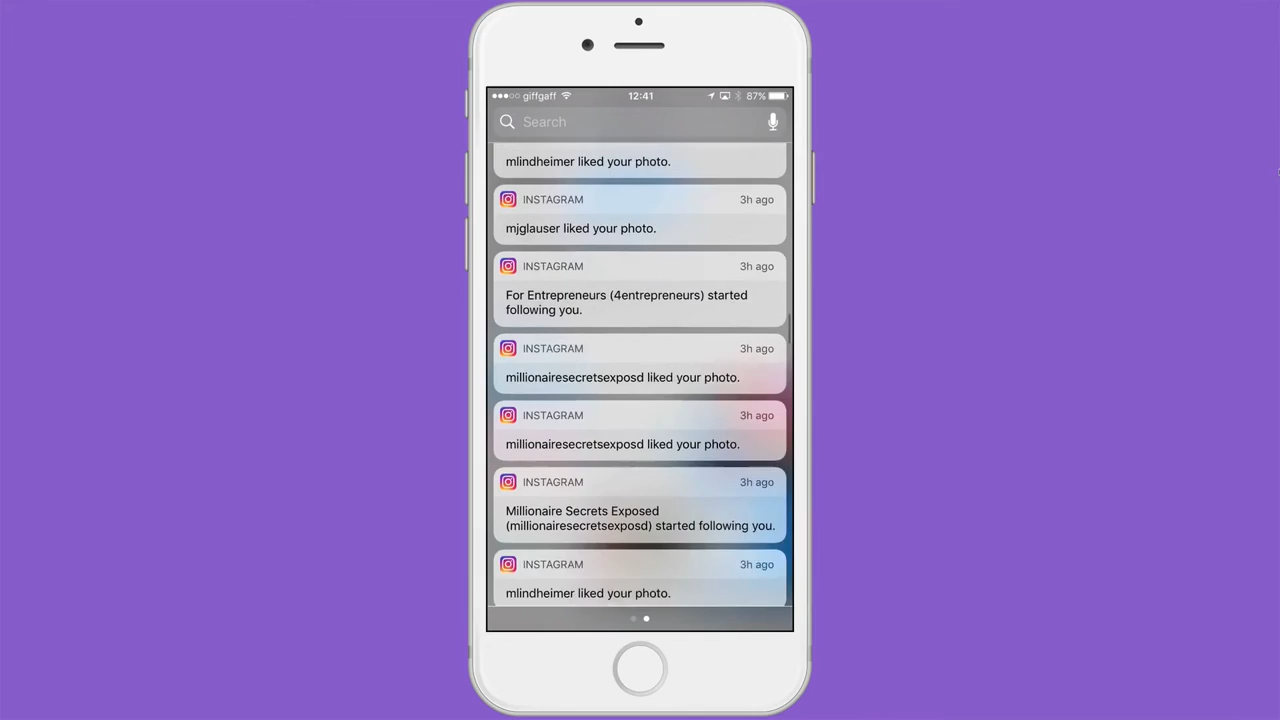 giffgaff 12:41 87%
Search
mlindheimer liked your photo.
INSTAGRAM 3h ago
mjglauser liked your photo.
INSTAGRAM 3h ago
For Entrepreneurs (4entrepreneurs) started
following you.
INSTAGRAM 3h ago
millionairesecretsexposd liked your photo.
INSTAGRAM 3h ago
millionairesecretsexposd liked your photo.
INSTAGRAM 3h ago
Millionaire Secrets Exposed
(millionairesecretsexposd) started following you.
INSTAGRAM 3h ago
mlindheimer liked your photo.